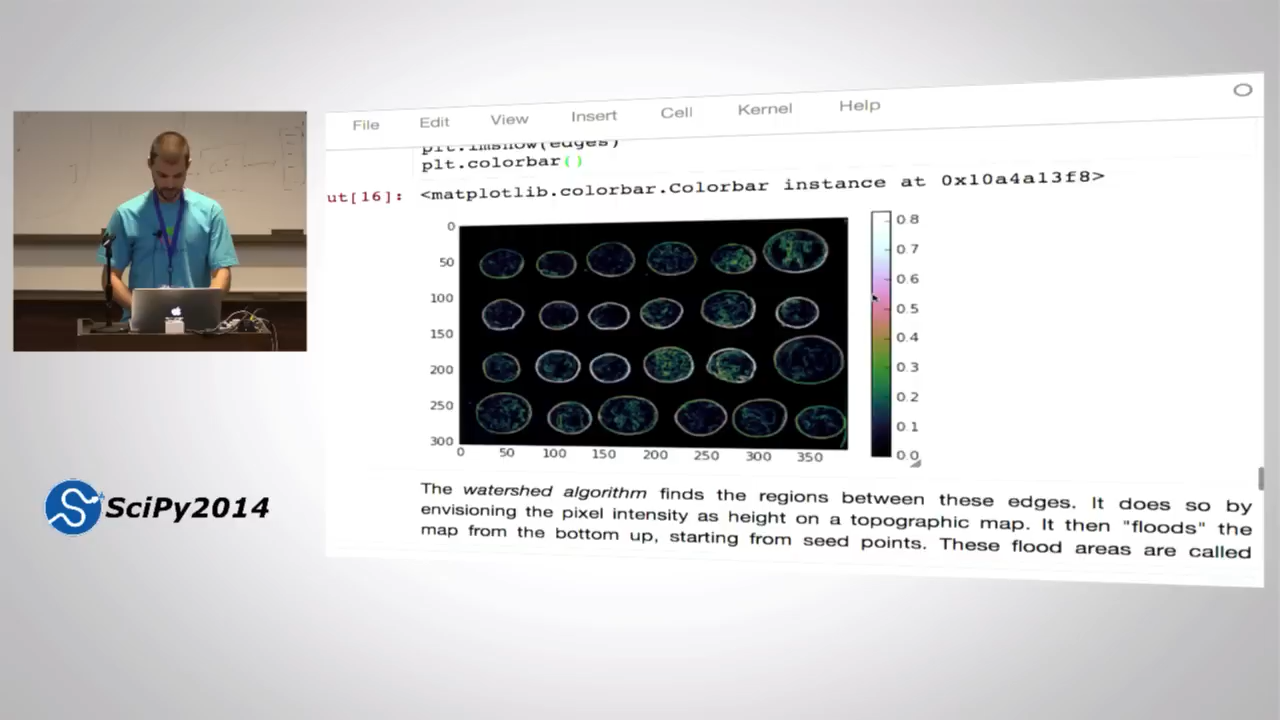 File Edit View Insert Cell Kernel Help
plt.imshow(edges)
plt.colorbar()
ut[16]: <matplotlib.colorbar.Colorbar instance at 0x10a4a13f8>
0
50
100
150
200
250
300
0 50 100 150 200 250 300 350
0.8
0.7
0.6
0.5
0.4
0.3
0.2
0.1
0.0
The watershed algorithm finds the regions between these edges. It does so by
envisioning the pixel intensity as height on a topographic map. It then "floods" the
map from the bottom up, starting from seed points. These flood areas are called
SciPy2014